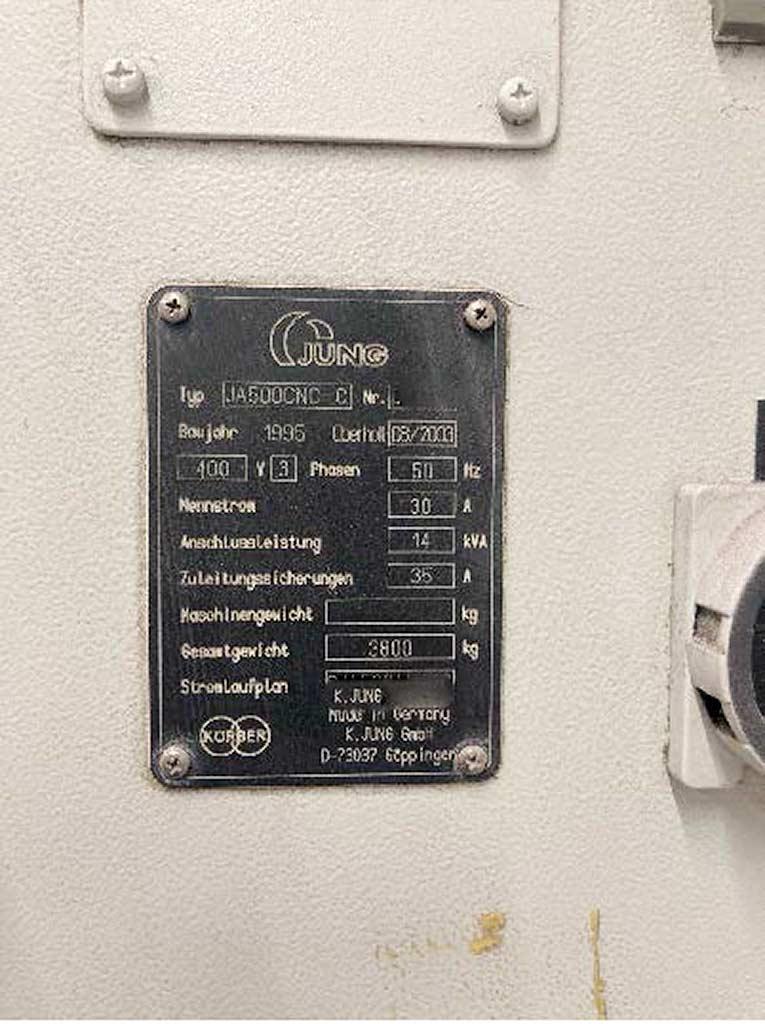 JUNG
Typ JA500CNC C Nr.
Baujahr 1995 Überholt 08/2003
400 V 3 Phasen 50 Hz
Nennstrom 30 A
Anschlussleistung 14 kVA
Zuleitungssicherungen 35 A
Maschinengewicht kg
Gesamtgewicht 3800 kg
Stromlaufplan
K.JUNG
Made in Germany
KÖRBER
K.JUNG GmbH
D-73037 Göppingen